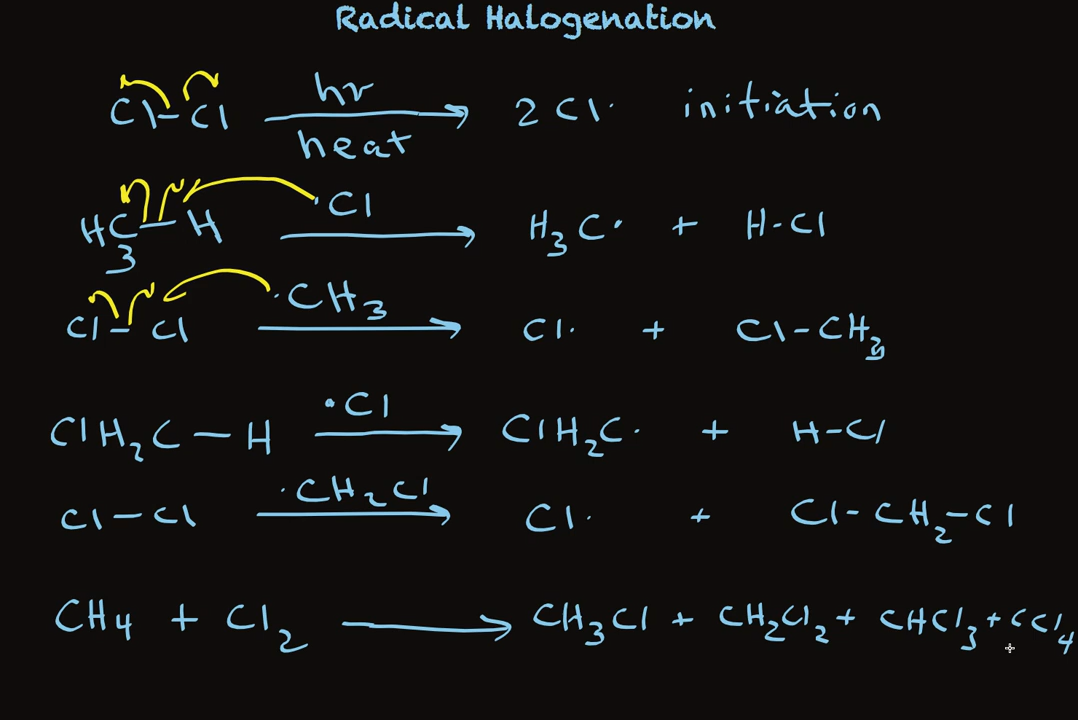 Radical Halogenation
Cl-Cl hν heat 2 Cl· initiation
H₃C-H ·Cl H₃C· + H-Cl
Cl-Cl ·CH₃ Cl· + Cl-CH₃
ClH₂C-H ·Cl ClH₂C· + H-Cl
Cl-Cl ·CH₂Cl Cl· + Cl-CH₂-Cl
CH₄ + Cl₂ → CH₃Cl + CH₂Cl₂ + CHCl₃ + CCl₄